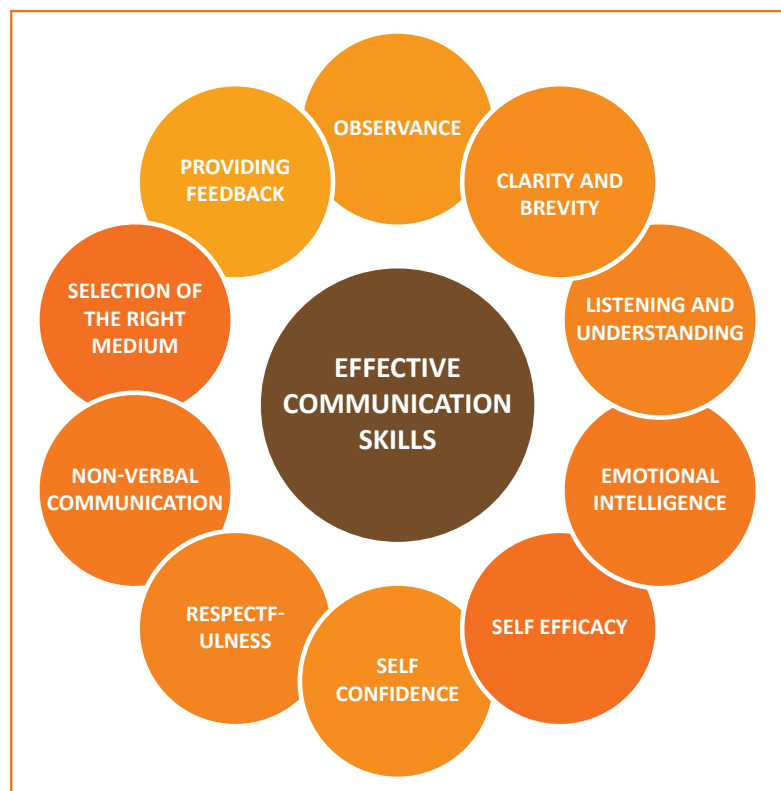 OBSERVANCE
CLARITY AND
BREVITY
LISTENING AND
UNDERSTANDING
EMOTIONAL
INTELLIGENCE
SELF EFFICACY
SELF
CONFIDENCE
RESPECTF-
ULNESS
NON-VERBAL
COMMUNICATION
SELECTION OF
THE RIGHT
MEDIUM
PROVIDING
FEEDBACK
EFFECTIVE
COMMUNICATION
SKILLS